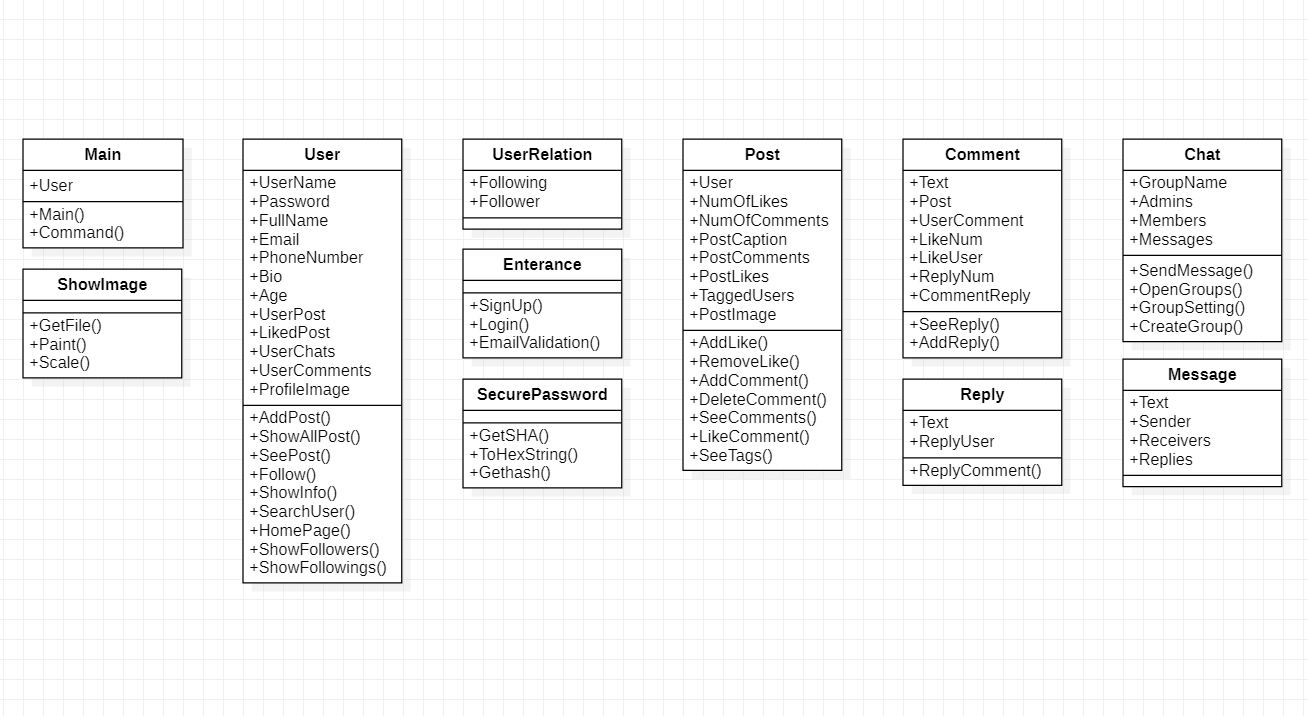 Main
+User
+Main()
+Command()
ShowImage
+GetFile()
+Paint()
+Scale()
User
+UserName
+Password
+FullName
+Email
+PhoneNumber
+Bio
+Age
+UserPost
+LikedPost
+UserChats
+UserComments
+ProfileImage
+AddPost()
+ShowAllPost()
+SeePost()
+Follow()
+ShowInfo()
+SearchUser()
+HomePage()
+ShowFollowers()
+ShowFollowings()
UserRelation
+Following
+Follower
Enterance
+SignUp()
+Login()
+EmailValidation()
SecurePassword
+GetSHA()
+ToHexString()
+Gethash()
Post
+User
+NumOfLikes
+NumOfComments
+PostCaption
+PostComments
+PostLikes
+TaggedUsers
+PostImage
+AddLike()
+RemoveLike()
+AddComment()
+DeleteComment()
+SeeComments()
+LikeComment()
+SeeTags()
Comment
+Text
+Post
+UserComment
+LikeNum
+LikeUser
+ReplyNum
+CommentReply
+SeeReply()
+AddReply()
Reply
+Text
+ReplyUser
+ReplyComment()
Chat
+GroupName
+Admins
+Members
+Messages
+SendMessage()
+OpenGroups()
+GroupSetting()
+CreateGroup()
Message
+Text
+Sender
+Receivers
+Replies